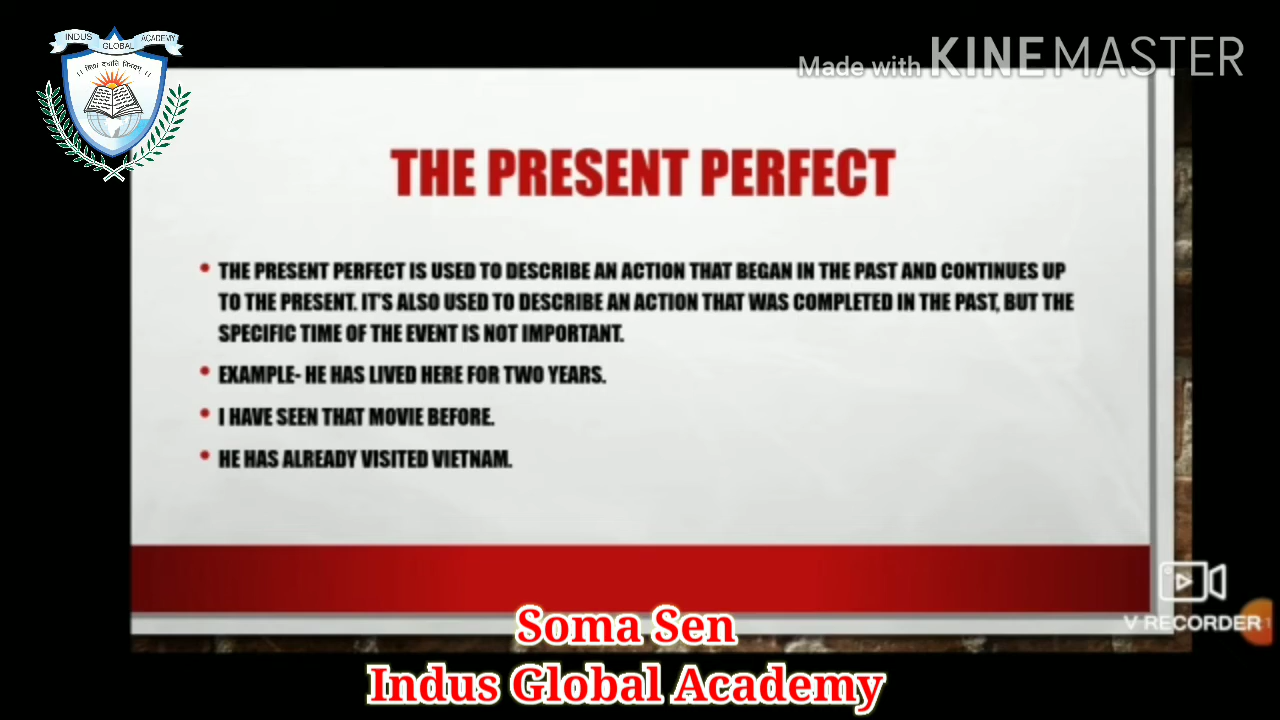 INDUS GLOBAL ACADEMY
Made with KINEMASTER
THE PRESENT PERFECT
• THE PRESENT PERFECT IS USED TO DESCRIBE AN ACTION THAT BEGAN IN THE PAST AND CONTINUES UP
TO THE PRESENT. IT'S ALSO USED TO DESCRIBE AN ACTION THAT WAS COMPLETED IN THE PAST, BUT THE
SPECIFIC TIME OF THE EVENT IS NOT IMPORTANT.
• EXAMPLE- HE HAS LIVED HERE FOR TWO YEARS.
• I HAVE SEEN THAT MOVIE BEFORE.
• HE HAS ALREADY VISITED VIETNAM.
V RECORDER
Soma Sen
Indus Global Academy